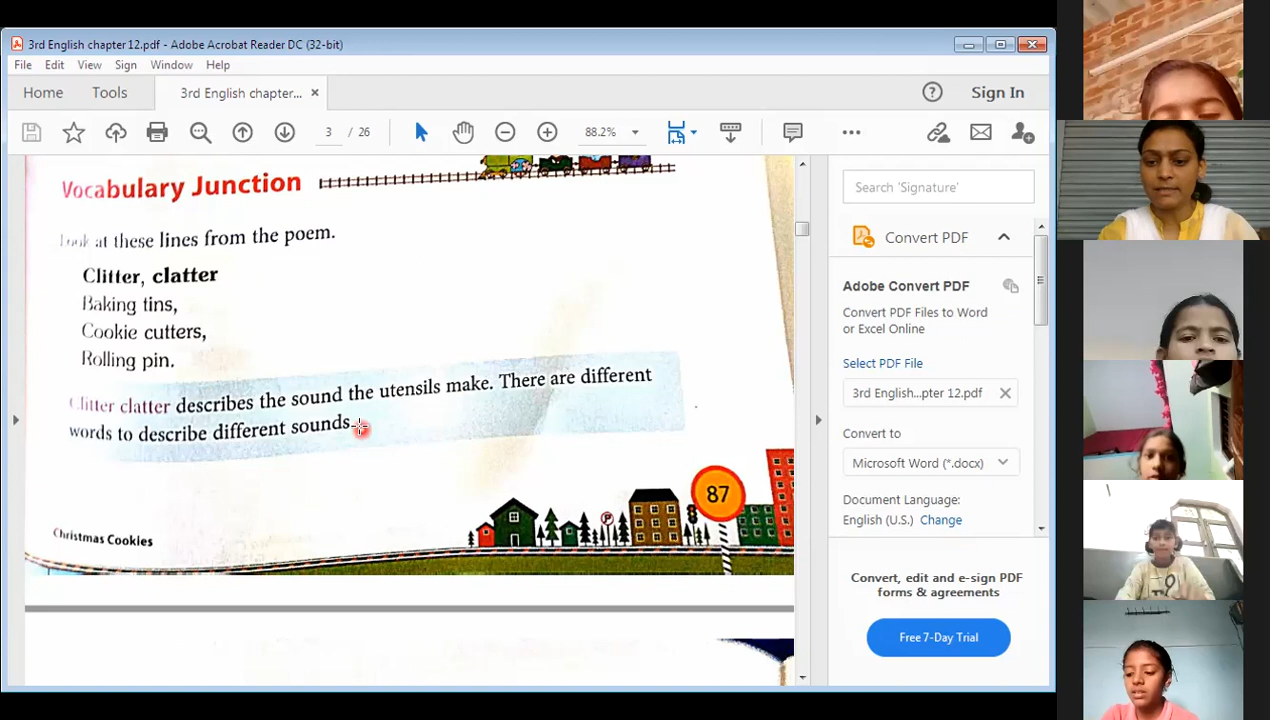 3rd English chapter 12.pdf - Adobe Acrobat Reader DC (32-bit)
File Edit View Sign Window Help
Home Tools 3rd English chapter... ×
Sign In
3 / 26 88.2%
Vocabulary Junction
Look at these lines from the poem.
Clitter, clatter
Baking tins,
Cookie cutters,
Rolling pin.
Clitter clatter describes the sound the utensils make. There are different
words to describe different sounds.
87
Christmas Cookies
Search 'Signature'
Convert PDF
Adobe Convert PDF
Convert PDF Files to Word
or Excel Online
Select PDF File
3rd English...pter 12.pdf
Convert to
Microsoft Word (*.docx)
Document Language:
English (U.S.) Change
Convert, edit and e-sign PDF
forms & agreements
Free 7-Day Trial